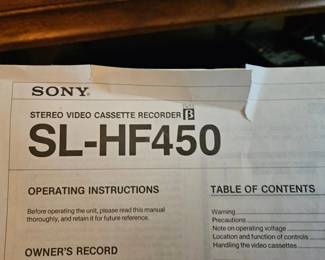 SONY®
STEREO VIDEO CASSETTE RECORDER β
SL-HF450
OPERATING INSTRUCTIONS
Before operating the unit, please read this manual
thoroughly, and retain it for future reference.
OWNER'S RECORD
TABLE OF CONTENTS
Warning
Precautions
Note on operating voltage
Location and function of controls
Handling the video cassettes